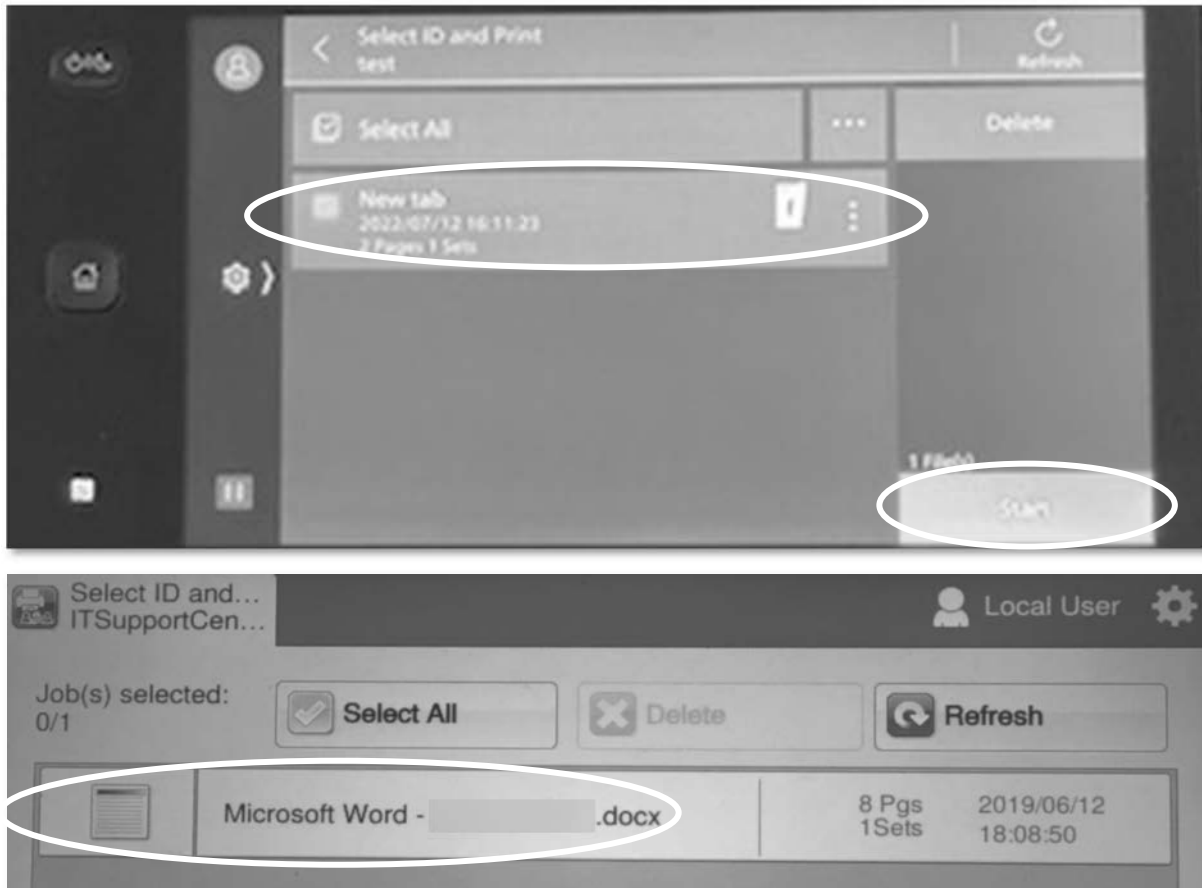 Select ID and Print
test
Refresh
Select All
Delete
New tab
2022/07/12 16:11:23
2 Pages 1 Sets
1 File(s)
Start
Select ID and...
ITSupportCen...
Local User
Job(s) selected:
0/1
Select All
Delete
Refresh
Microsoft Word - .docx
8 Pgs
1Sets
2019/06/12
18:08:50